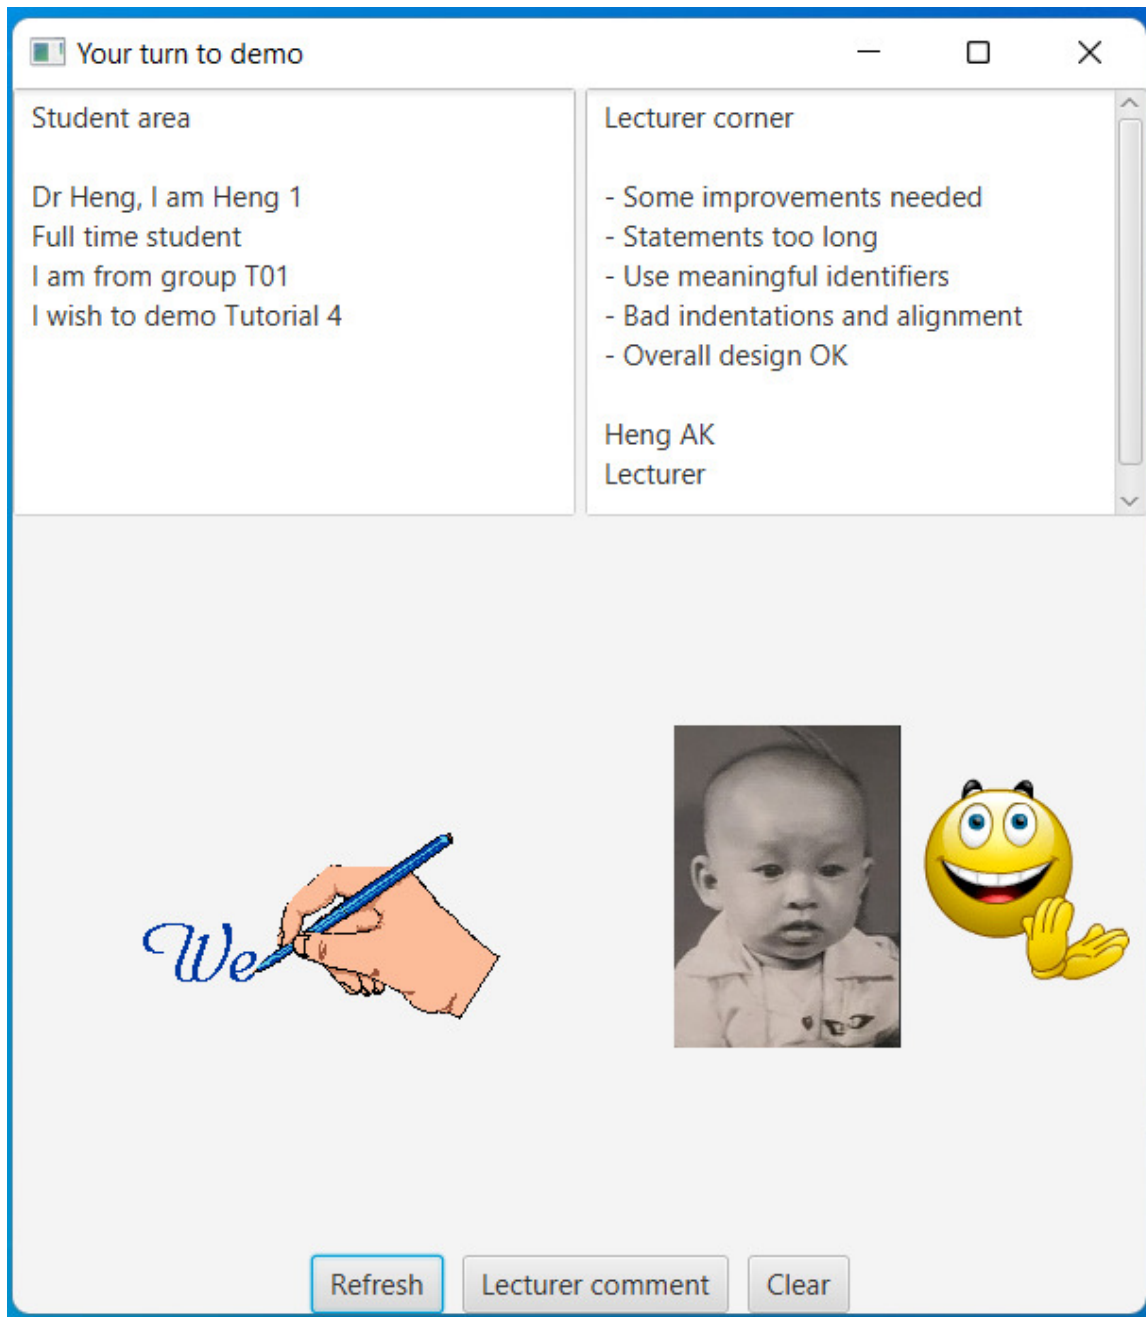 Your turn to demo
Student area
Dr Heng, I am Heng 1
Full time student
I am from group T01
I wish to demo Tutorial 4
Lecturer corner
- Some improvements needed
- Statements too long
- Use meaningful identifiers
- Bad indentations and alignment
- Overall design OK
Heng AK
Lecturer
We
Refresh
Lecturer comment
Clear